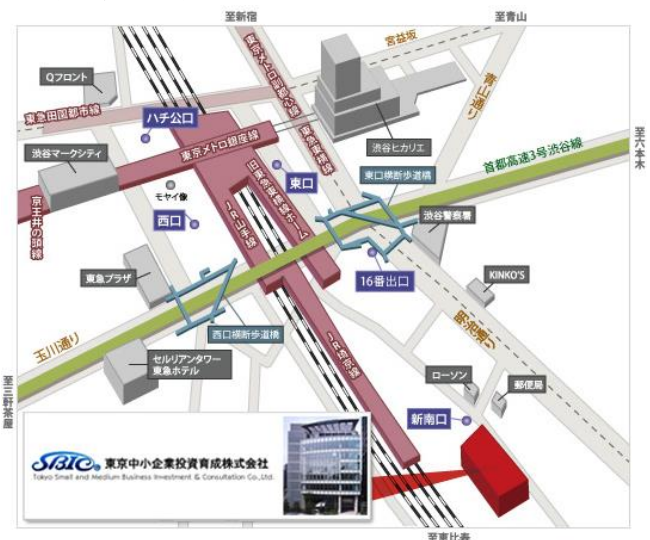 至新宿
至青山
宮益坂
Qフロント
東京メトロ副都心線
青山通り
東急田園都市線
ハチ公口
東京メトロ銀座線
東急東横線
渋谷ヒカリエ
至六本木
首都高速3号渋谷線
渋谷マークシティ
東口
東口横断歩道橋
モヤイ像
旧東急東横線ホーム
京王井の頭線
西口
JR山手線
渋谷警察署
東急プラザ
16番出口
KINKO'S
西口横断歩道橋
明治通り
玉川通り
JR埼京線
セルリアンタワー
東急ホテル
ローソン
郵便局
至三軒茶屋
新南口
SBIC 東京中小企業投資育成株式会社
Tokyo Small and Medium Business Investment & Consultation Co.,Ltd.
至恵比寿